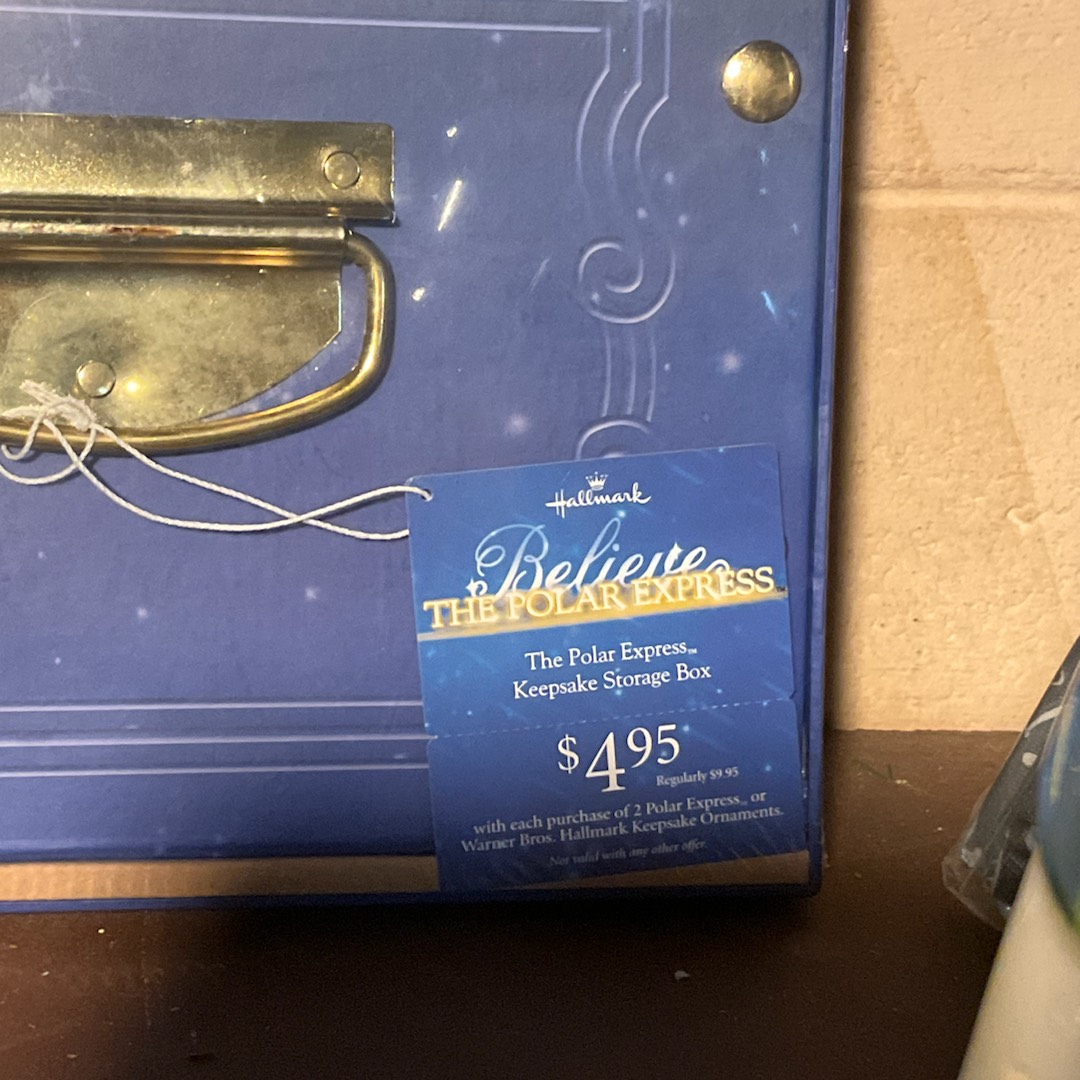 Hallmark
Believe
THE POLAR EXPRESS™
The Polar Express™
Keepsake Storage Box
$4.95
Regularly $9.95
with each purchase of 2 Polar Express™ or
Warner Bros. Hallmark Keepsake Ornaments.
Not valid with any other offer.